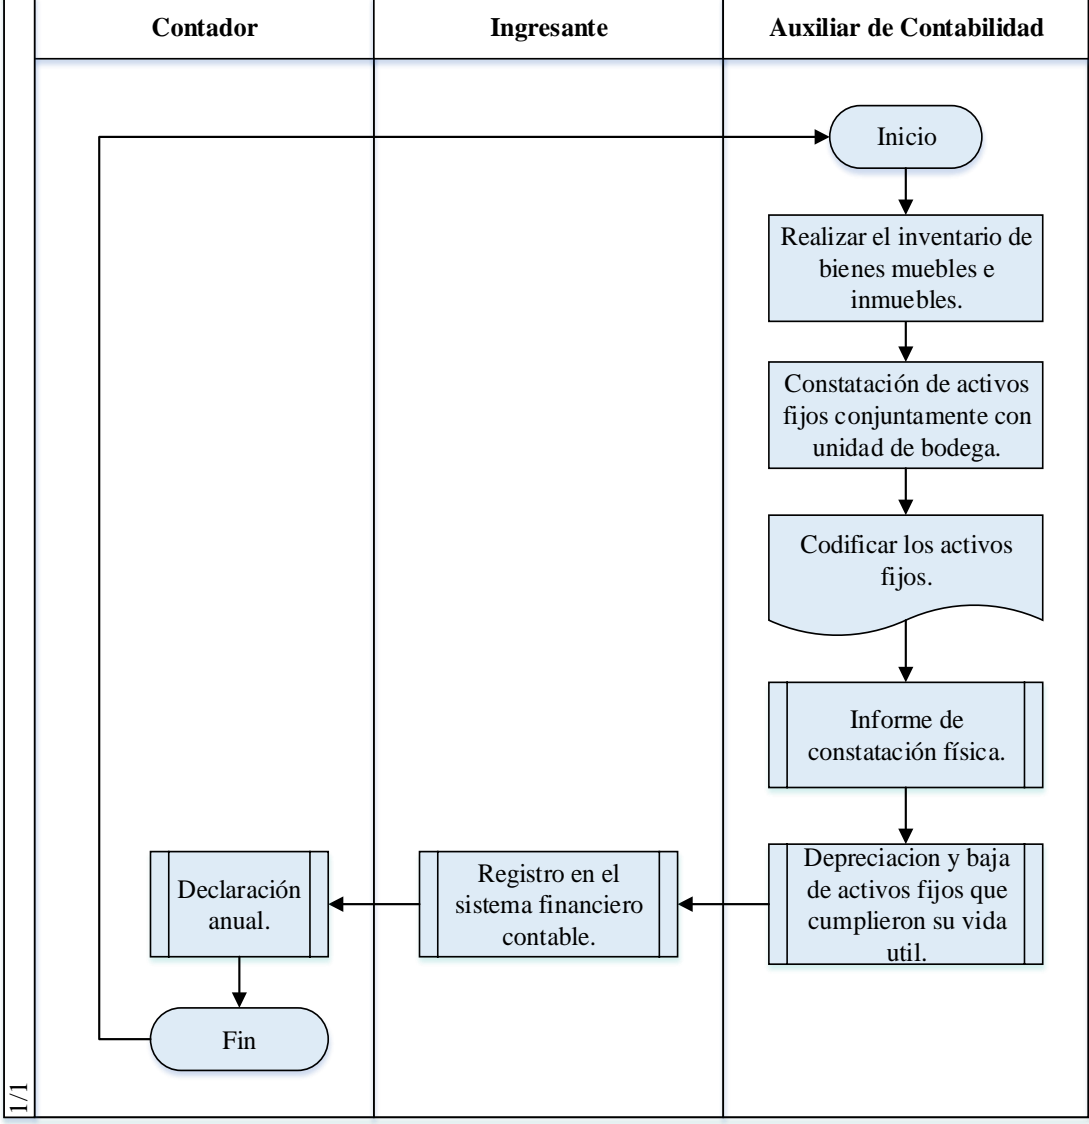 Contador
Ingresante
Auxiliar de Contabilidad
Inicio
Realizar el inventario de
bienes muebles e
inmuebles.
Constatación de activos
fijos conjuntamente con
unidad de bodega.
Codificar los activos
fijos.
Informe de
constatación física.
Depreciacion y baja
de activos fijos que
cumplieron su vida
util.
Registro en el
sistema financiero
contable.
Declaración
anual.
Fin
1/1